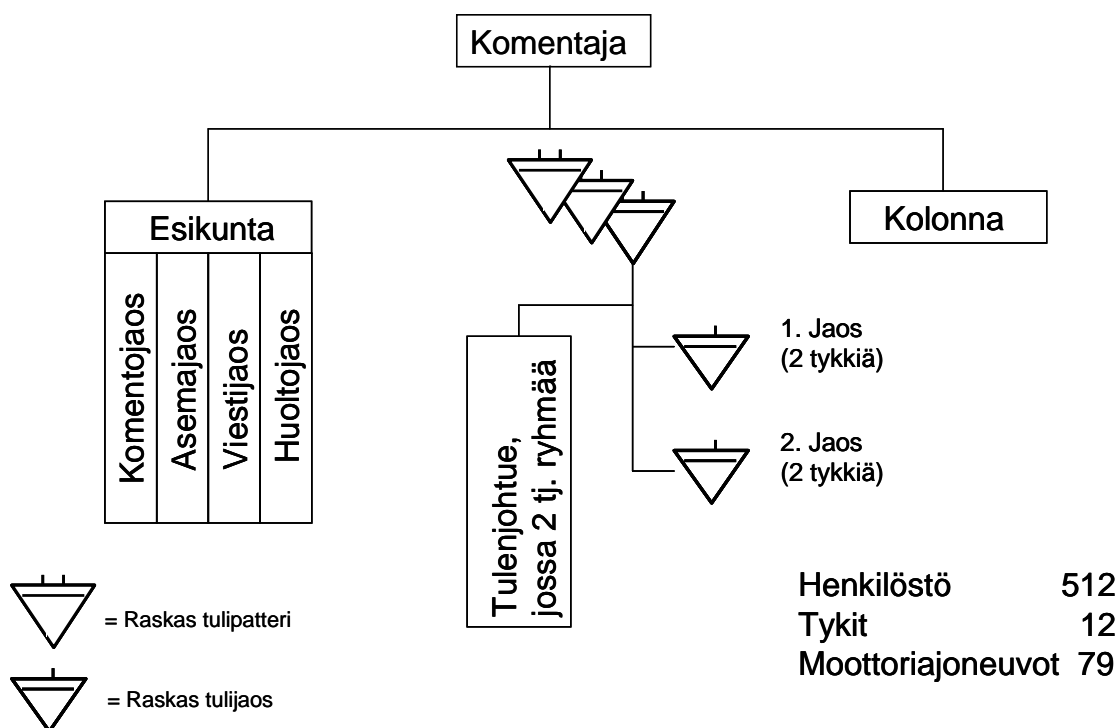 Komentaja
Esikunta
Komentojaos
Asemajaos
Viestijaos
Huoltojaos
Kolonna
Tulenjohtue,
jossa 2 tj. ryhmää
1. Jaos
(2 tykkiä)
2. Jaos
(2 tykkiä)
= Raskas tulipatteri
= Raskas tulijaos
Henkilöstö 512
Tykit 12
Moottoriajoneuvot 79